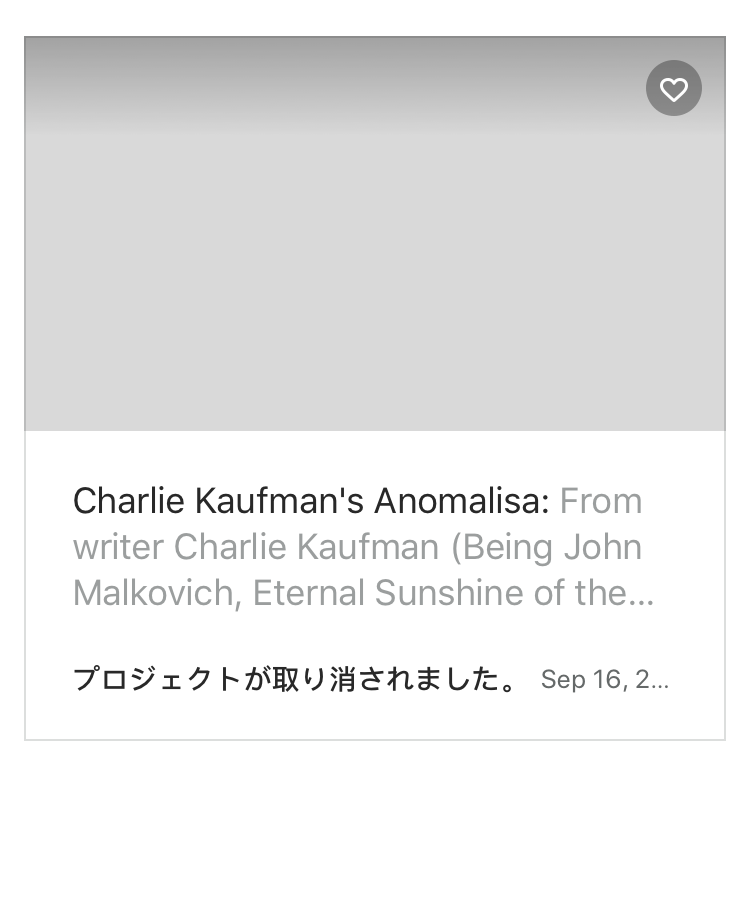 Charlie Kaufman's Anomalisa: From
writer Charlie Kaufman (Being John
Malkovich, Eternal Sunshine of the...
プロジェクトが取り消されました。 Sep 16, 2...